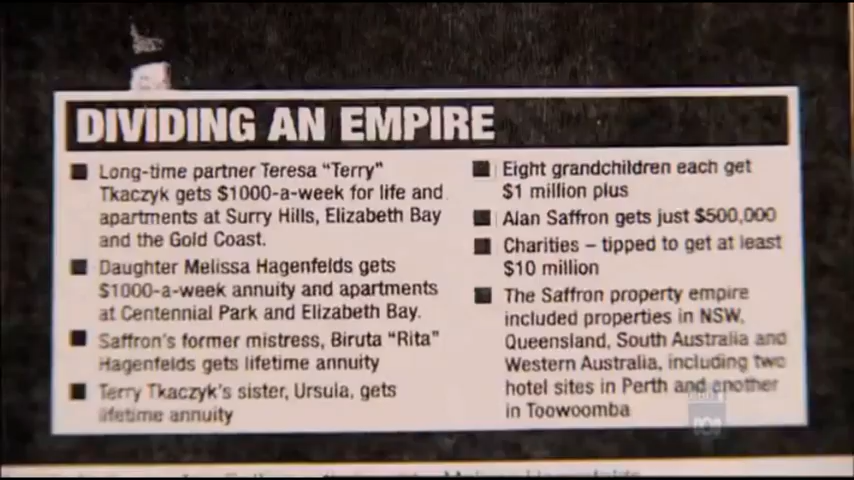 DIVIDING AN EMPIRE
Long-time partner Teresa “Terry”
Tkaczyk gets $1000-a-week for life and
apartments at Surry Hills, Elizabeth Bay
and the Gold Coast.
Daughter Melissa Hagenfelds gets
$1000-a-week annuity and apartments
at Centennial Park and Elizabeth Bay.
Saffron's former mistress, Biruta “Rita”
Hagenfelds gets lifetime annuity
Terry Tkaczyk's sister, Ursula, gets
lifetime annuity
Eight grandchildren each get
$1 million plus
Alan Saffron gets just $500,000
Charities – tipped to get at least
$10 million
The Saffron property empire
included properties in NSW,
Queensland, South Australia and
Western Australia, including two
hotel sites in Perth and another
in Toowoomba